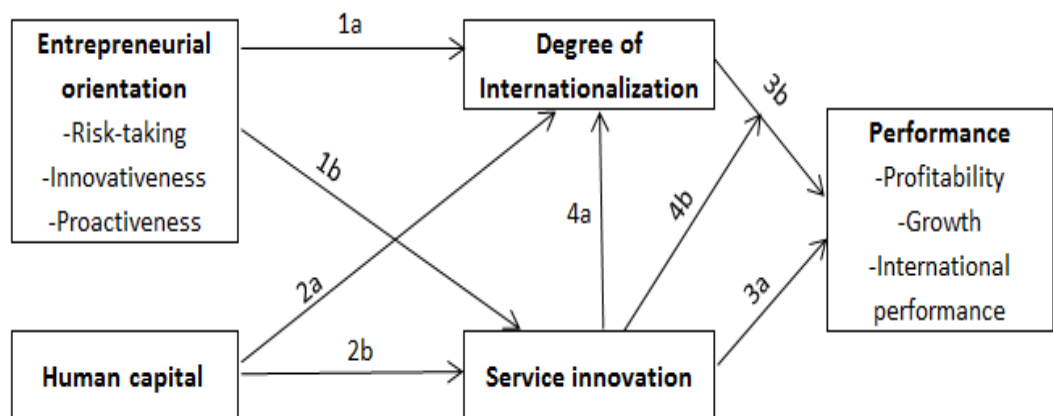 Entrepreneurial
orientation
-Risk-taking
-Innovativeness
-Proactiveness
1a
Degree of
Internationalization
3b
1b
2a
4a
4b
Performance
-Profitability
-Growth
-International
performance
3a
Human capital
2b
Service innovation